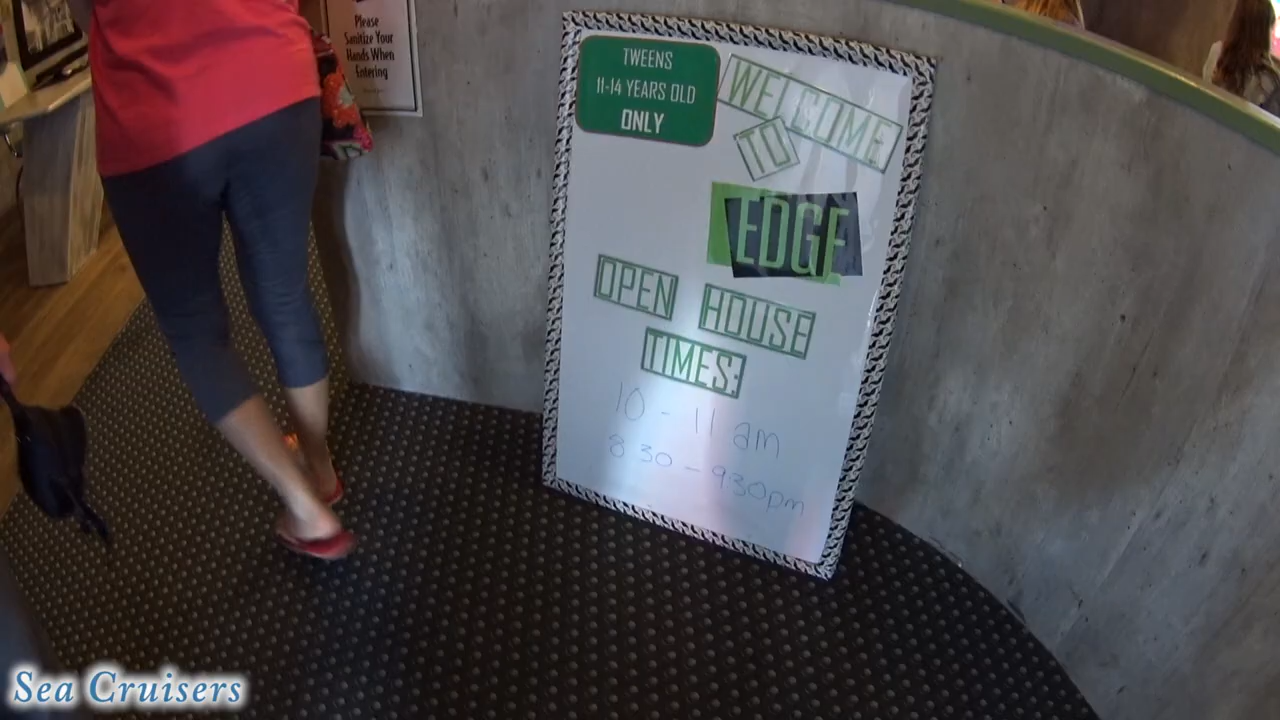 Please
Sanitize Your
Hands When
Entering
TWEENS
11-14 YEARS OLD
ONLY
WELCOME
TO
EDGE
OPEN HOUSE
TIMES:
10 - 11 am
8 30 - 930pm
Sea Cruisers